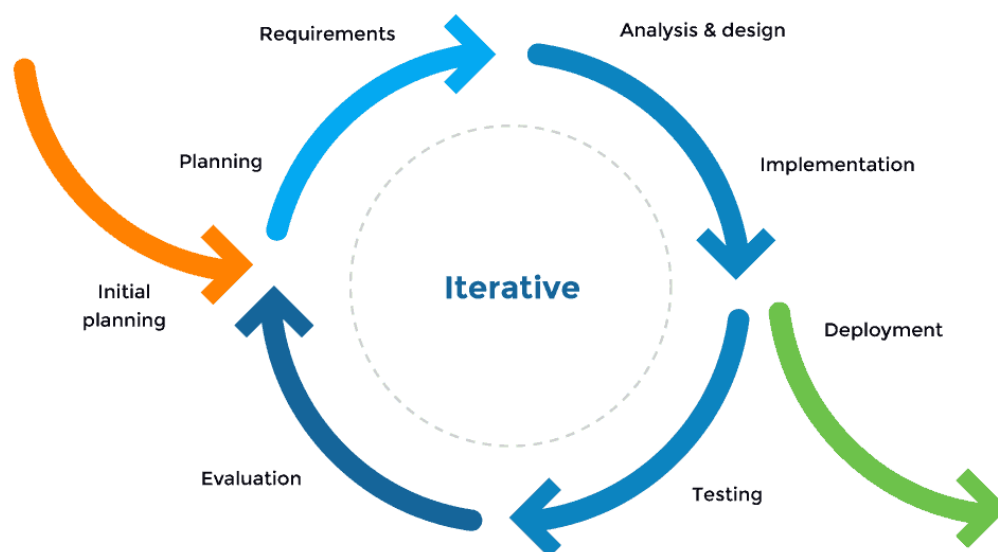 Requirements
Analysis & design
Planning
Implementation
Iterative
Initial
planning
Deployment
Evaluation
Testing